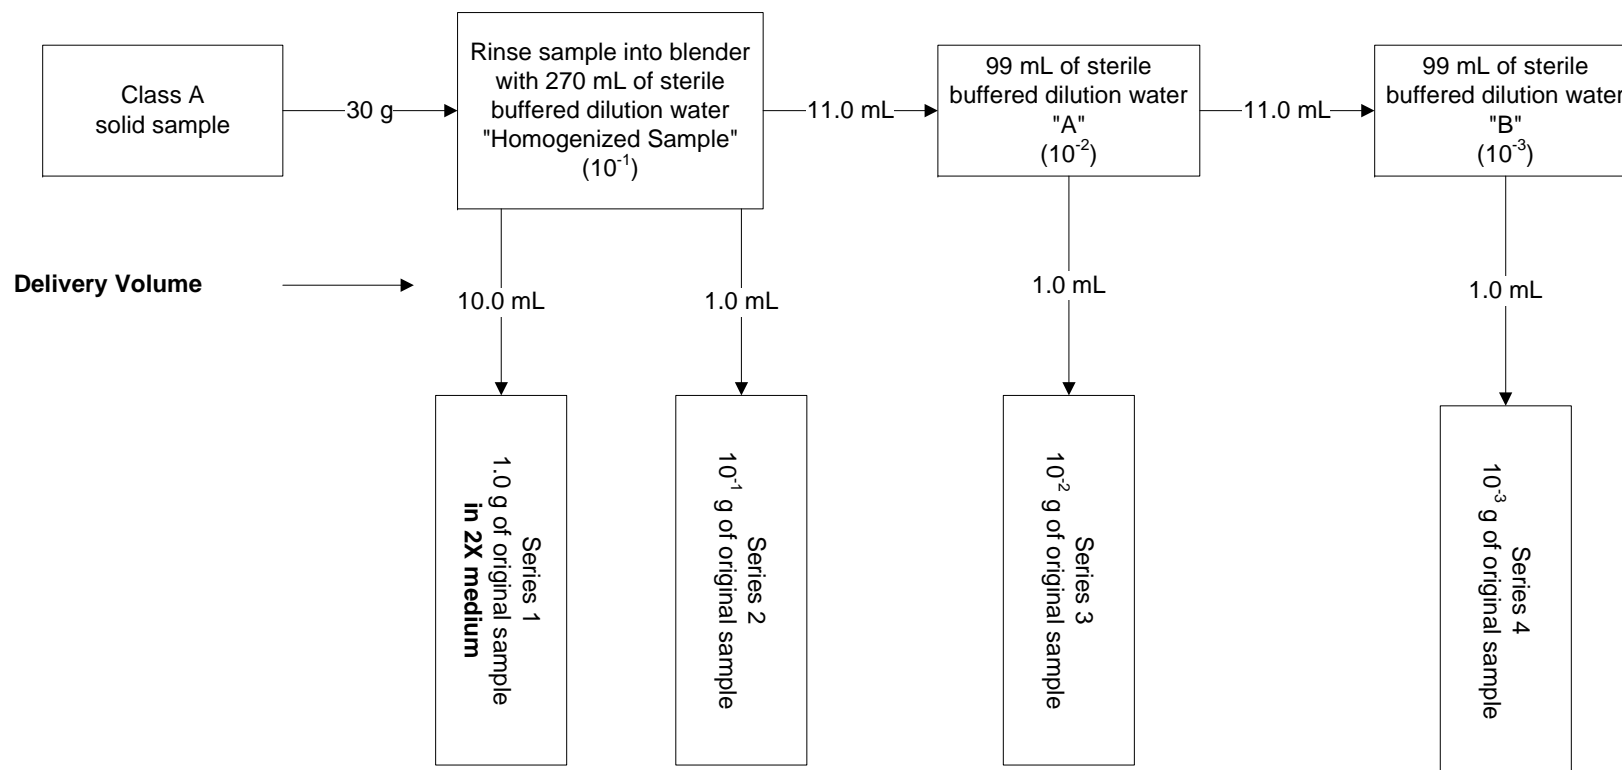 Class A
solid sample
30 g
Rinse sample into blender
with 270 mL of sterile
buffered dilution water
"Homogenized Sample"
(10⁻¹)
11.0 mL
99 mL of sterile
buffered dilution water
"A"
(10⁻²)
11.0 mL
99 mL of sterile
buffered dilution water
"B"
(10⁻³)
Delivery Volume
10.0 mL
1.0 mL
1.0 mL
1.0 mL
Series 1
1.0 g of original sample
in 2X medium
Series 2
10⁻¹ g of original sample
Series 3
10⁻² g of original sample
Series 4
10⁻³ g of original sample